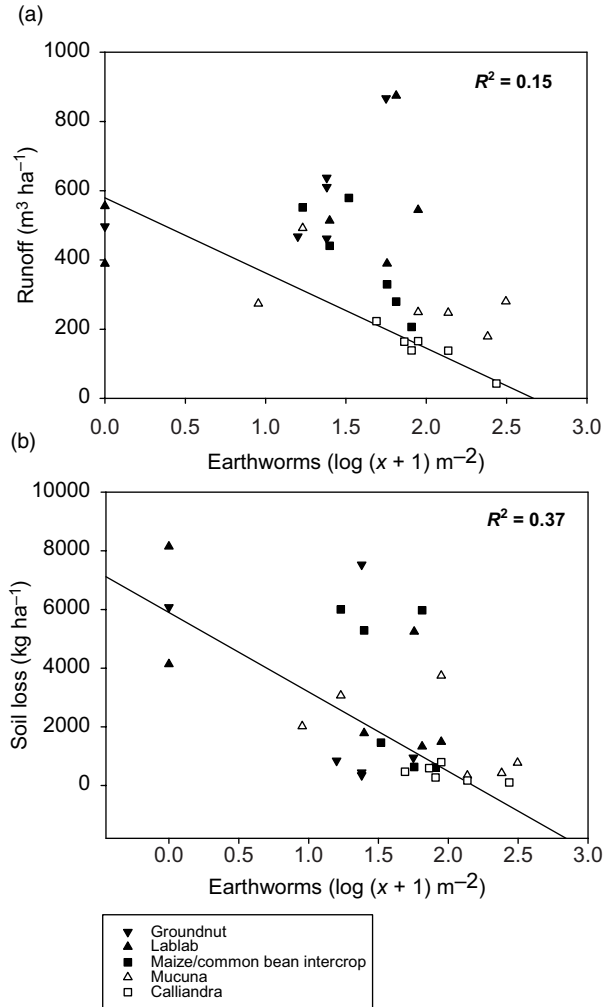 (a)
1000
800
600
400
200
0
Runoff (m³ ha⁻¹)
R² = 0.15
0.0 0.5 1.0 1.5 2.0 2.5 3.0
Earthworms (log (x + 1) m⁻²)
(b)
10000
8000
6000
4000
2000
0
Soil loss (kg ha⁻¹)
R² = 0.37
0.0 0.5 1.0 1.5 2.0 2.5 3.0
Earthworms (log (x + 1) m⁻²)
Groundnut
Lablab
Maize/common bean intercrop
Mucuna
Calliandra